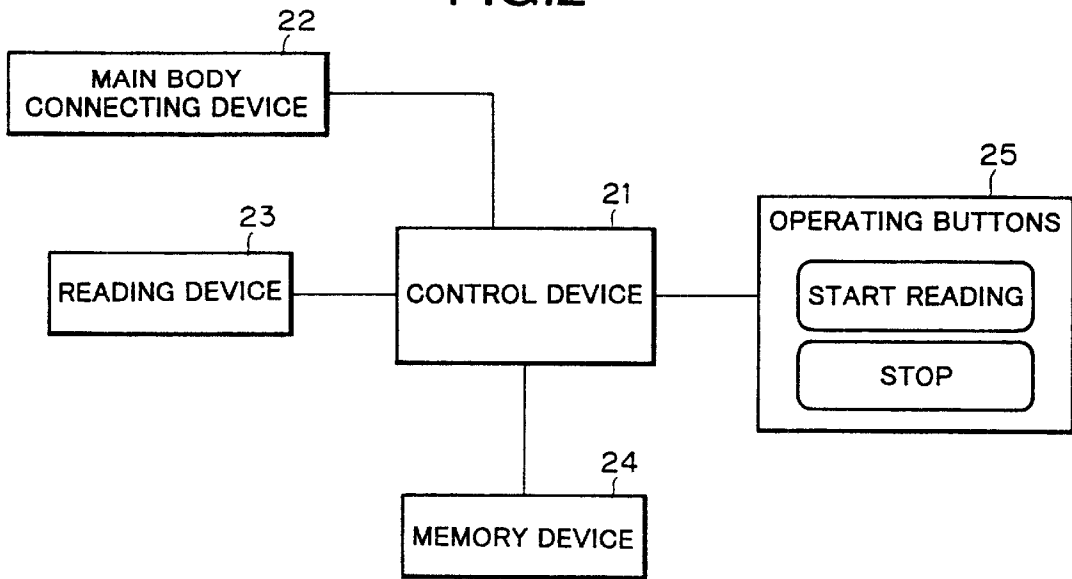 FIG.2
22
MAIN BODY
CONNECTING DEVICE
25
21
23
OPERATING BUTTONS
READING DEVICE
CONTROL DEVICE
START READING
STOP
24
MEMORY DEVICE